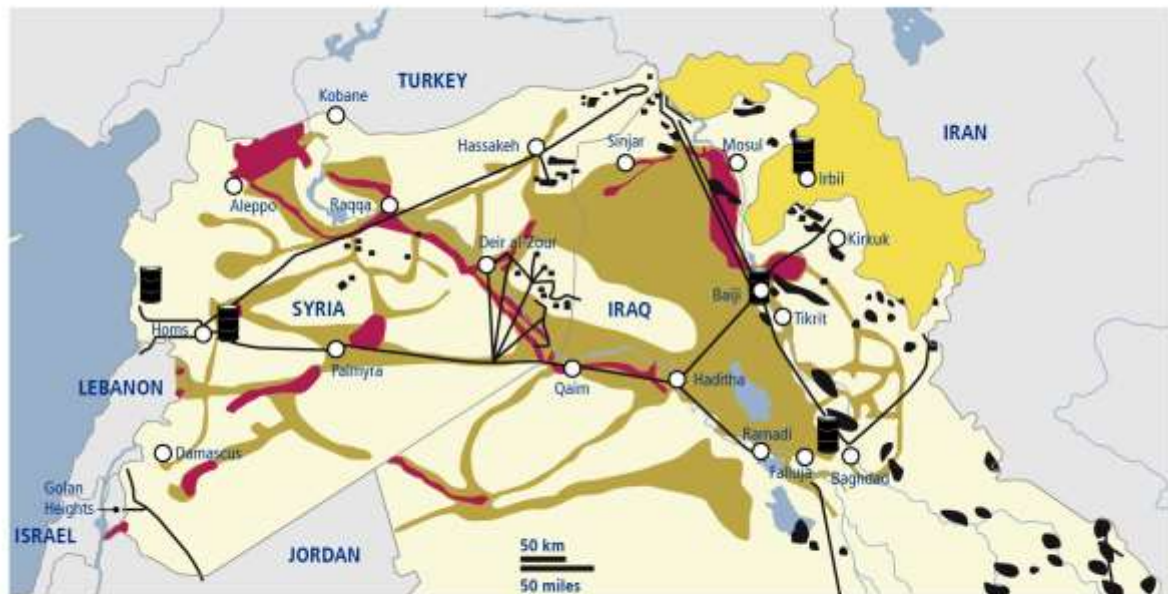 TURKEY
Kobane
IRAN
Hassakeh
Sinjar
Mosul
Irbil
Aleppo
Raqqa
Kirkuk
Deir al-Zour
SYRIA
IRAQ
Baiji
Tikrit
Homs
Palmyra
LEBANON
Qaim
Haditha
Damascus
Ramadi
Falluja
Baghdad
Golan
Heights
ISRAEL
JORDAN
50 km
50 miles